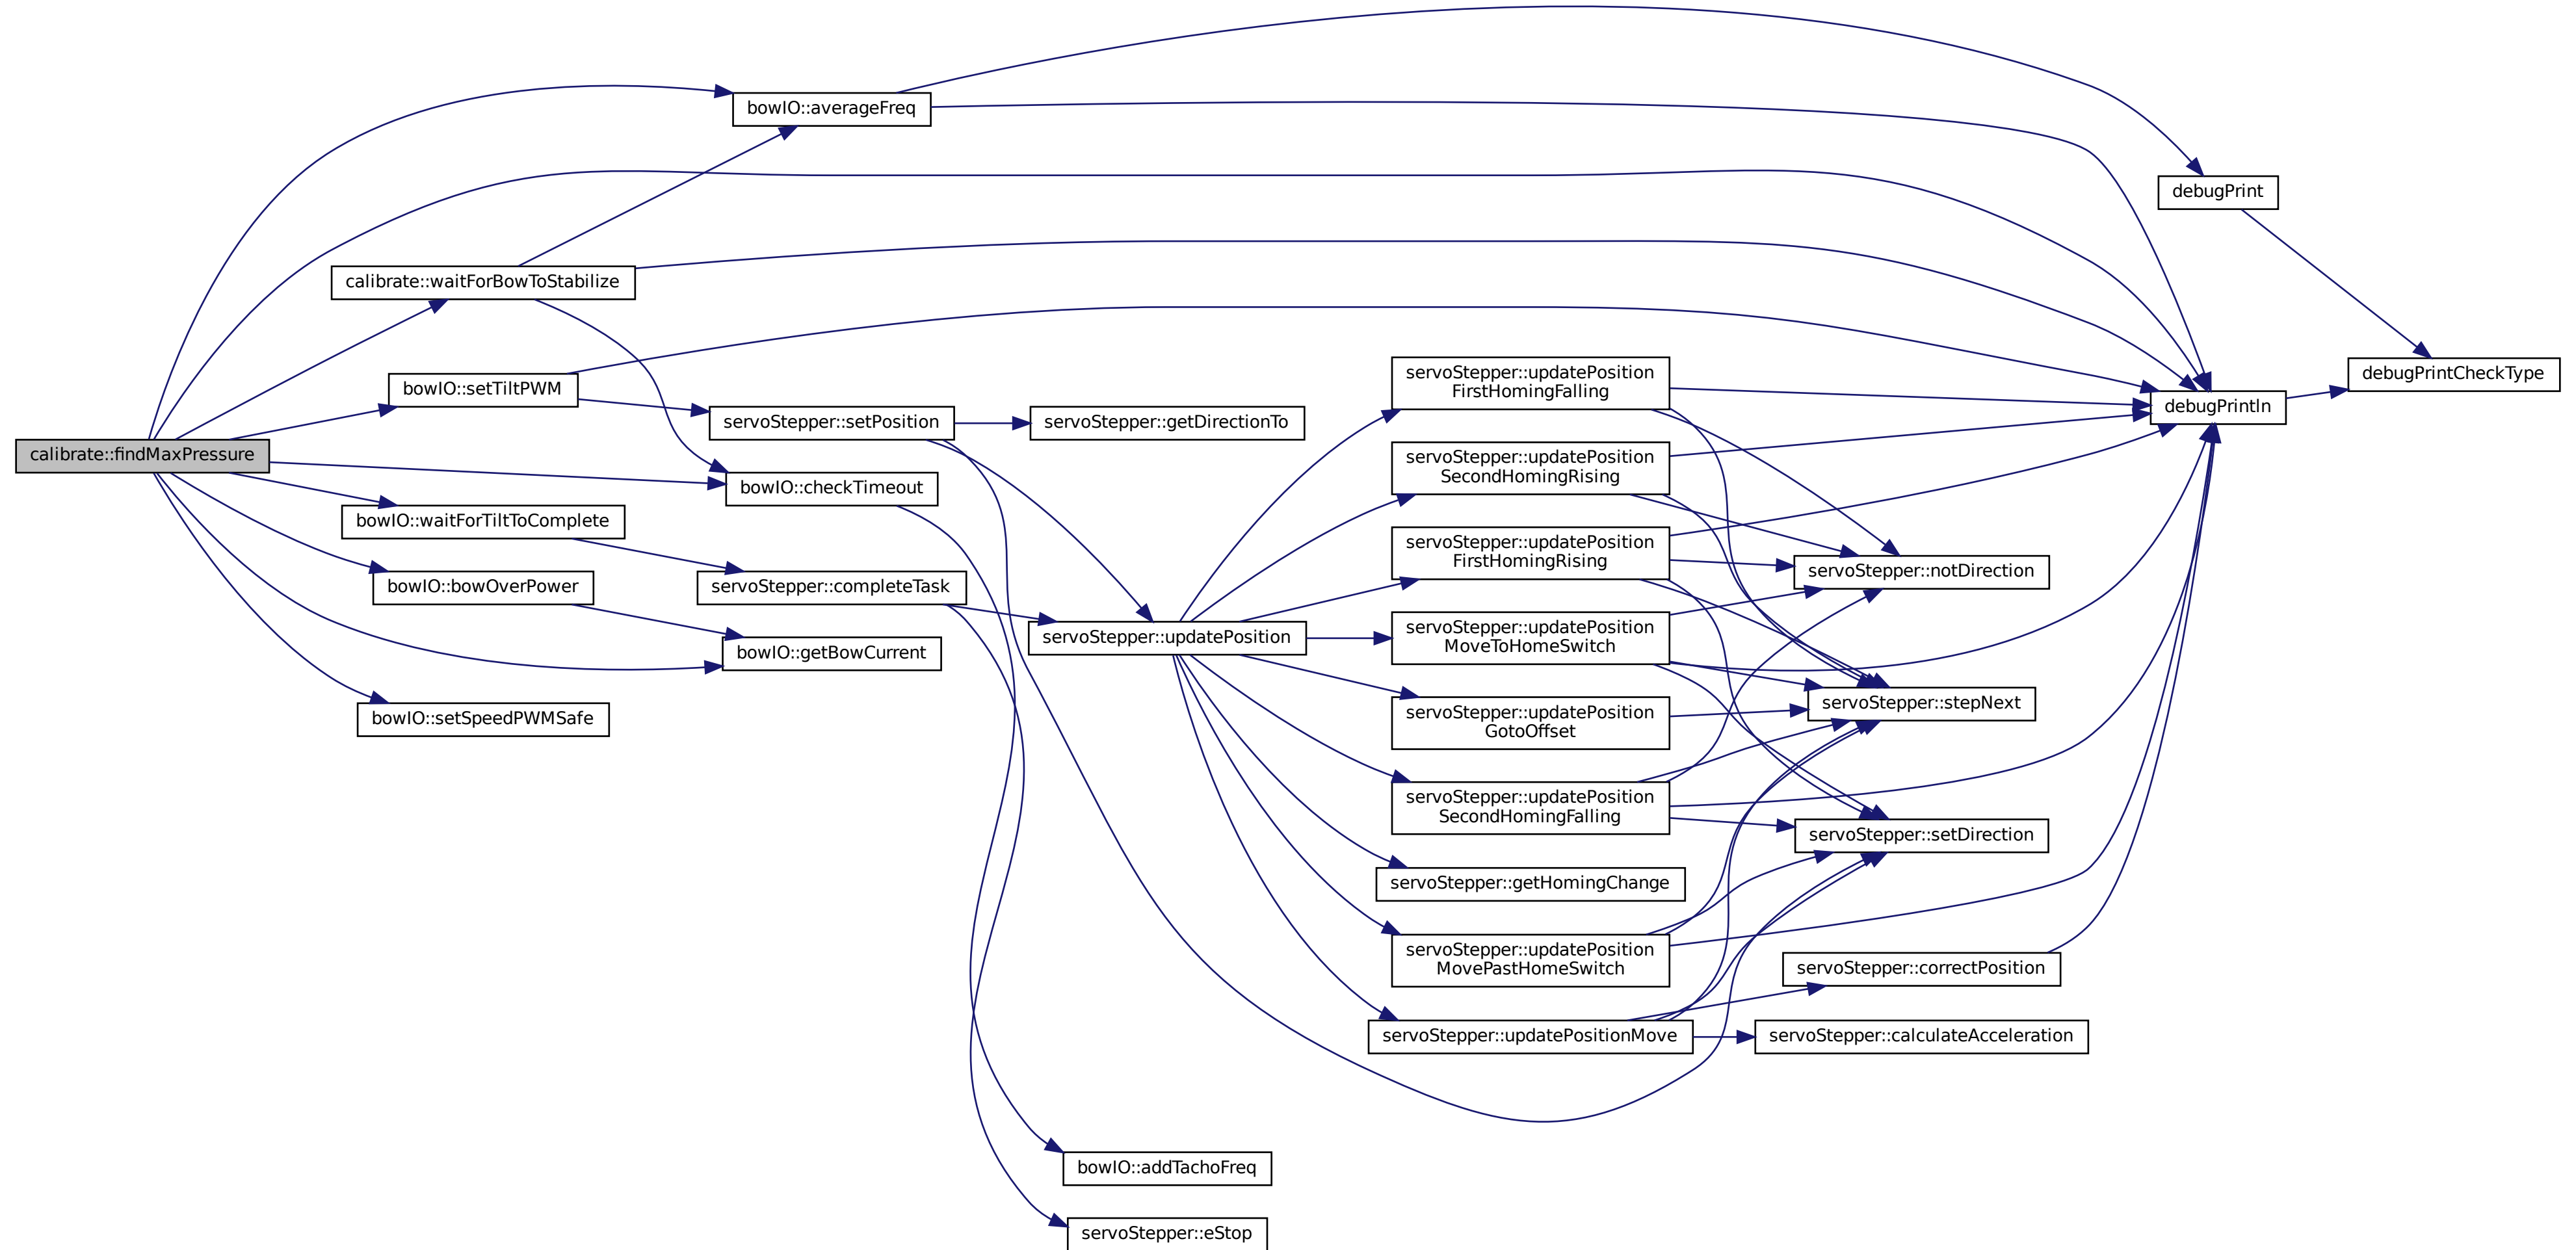 bowIO::averageFreq
debugPrint
calibrate::waitForBowToStabilize
bowIO::setTiltPWM
servoStepper::updatePosition
FirstHomingFalling
debugPrintCheckType
debugPrintln
servoStepper::setPosition
servoStepper::getDirectionTo
calibrate::findMaxPressure
servoStepper::updatePosition
SecondHomingRising
bowIO::checkTimeout
bowIO::waitForTiltToComplete
servoStepper::updatePosition
FirstHomingRising
servoStepper::notDirection
bowIO::bowOverPower
servoStepper::completeTask
servoStepper::updatePosition
servoStepper::updatePosition
MoveToHomeSwitch
bowIO::getBowCurrent
bowIO::setSpeedPWMSafe
servoStepper::updatePosition
GotoOffset
servoStepper::stepNext
servoStepper::updatePosition
SecondHomingFalling
servoStepper::setDirection
servoStepper::getHomingChange
servoStepper::updatePosition
MovePastHomeSwitch
servoStepper::correctPosition
servoStepper::updatePositionMove
servoStepper::calculateAcceleration
bowIO::addTachoFreq
servoStepper::eStop